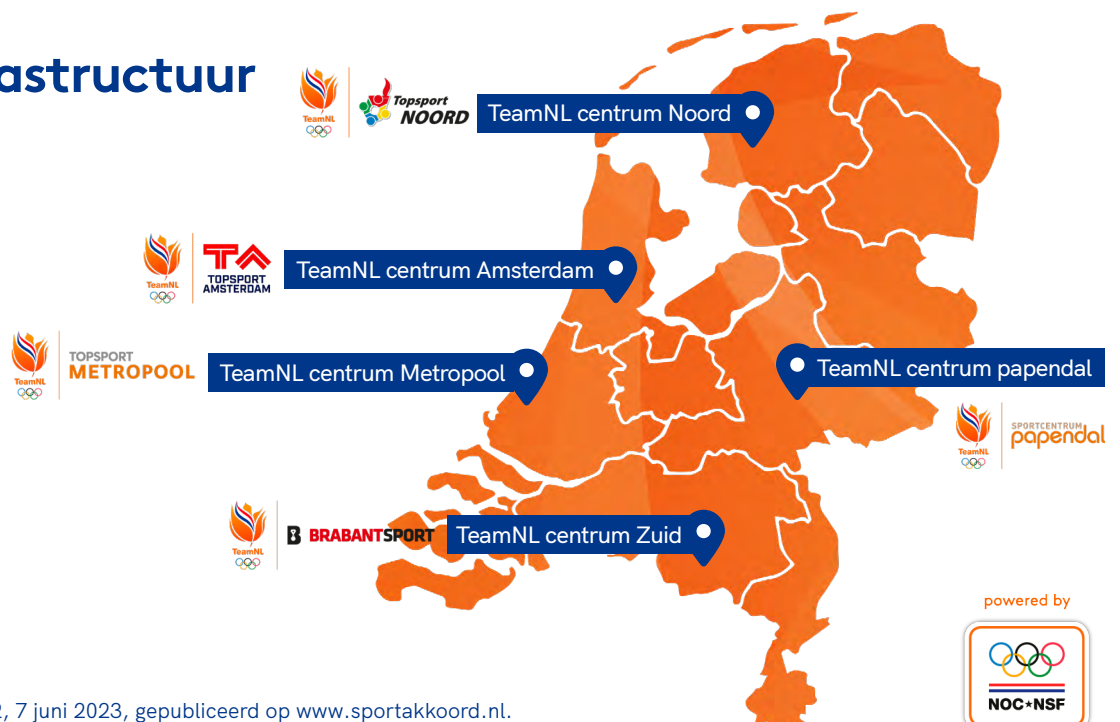 astructuur
TeamNL
Topsport
NOORD
TeamNL centrum Noord
TeamNL
TOPSPORT
AMSTERDAM
TeamNL centrum Amsterdam
TeamNL
TOPSPORT
METROPOOL
TeamNL centrum Metropool
TeamNL centrum papendal
TeamNL
SPORTCENTRUM
papendal
TeamNL
B BRABANTSPORT
TeamNL centrum Zuid
powered by
NOC*NSF
2, 7 juni 2023, gepubliceerd op www.sportakkoord.nl.